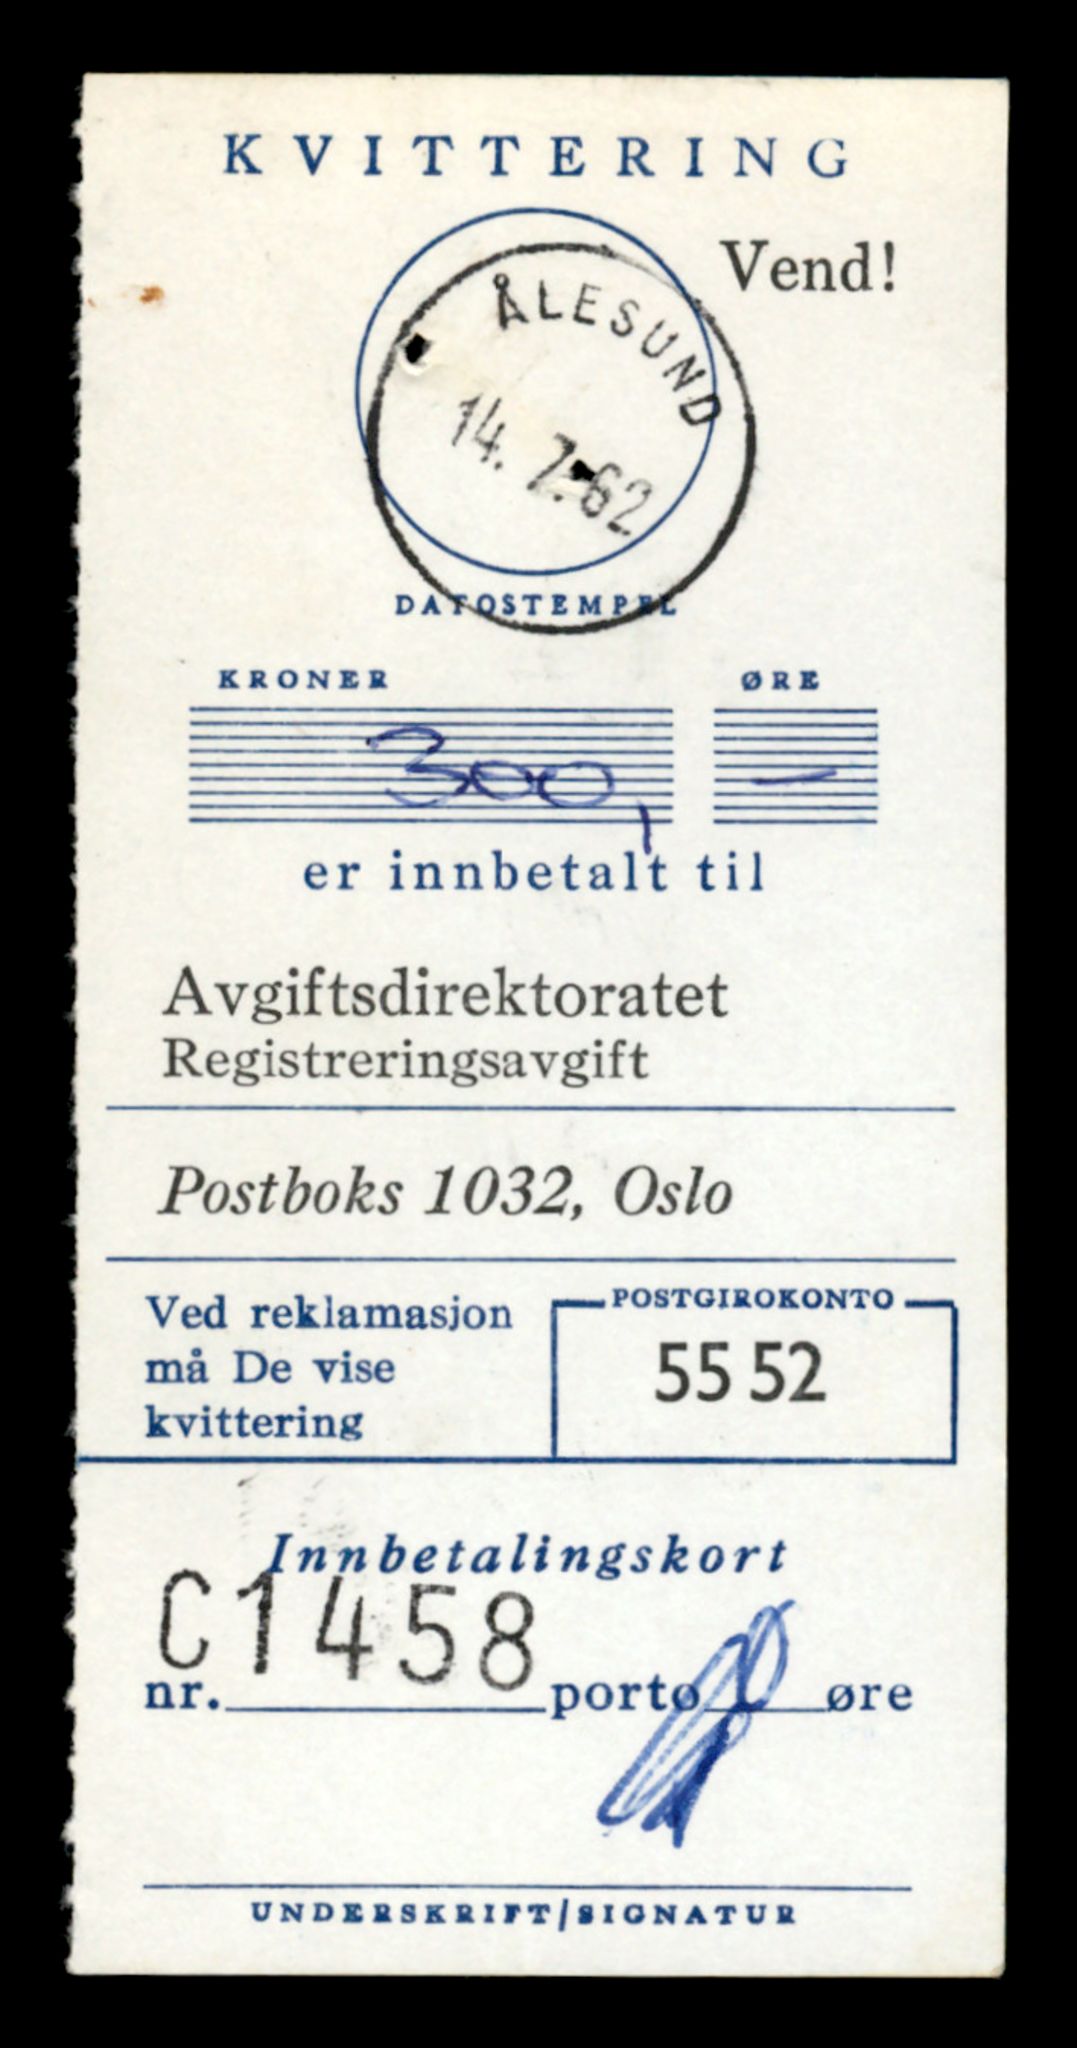 KVITTERING
Vend!
ÅLESUND
14. 7. 62
DATOSTEMPEL
KRONER ØRE
300, —
er innbetalt til
Avgiftsdirektoratet
Registreringsavgift
Postboks 1032, Oslo
Ved reklamasjon
må De vise
kvittering
POSTGIROKONTO
55 52
Innbetalingskort
C1458
nr. porto øre
UNDERSKRIFT/SIGNATUR